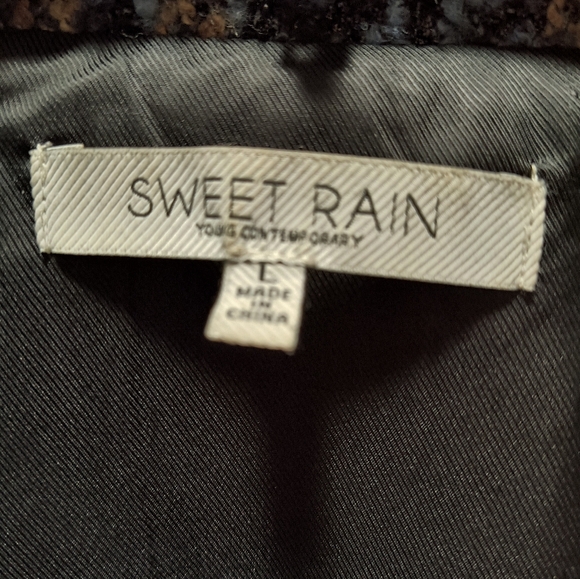 SWEET RAIN
YOUNG CONTEMPORARY
L
MADE
IN
CHINA